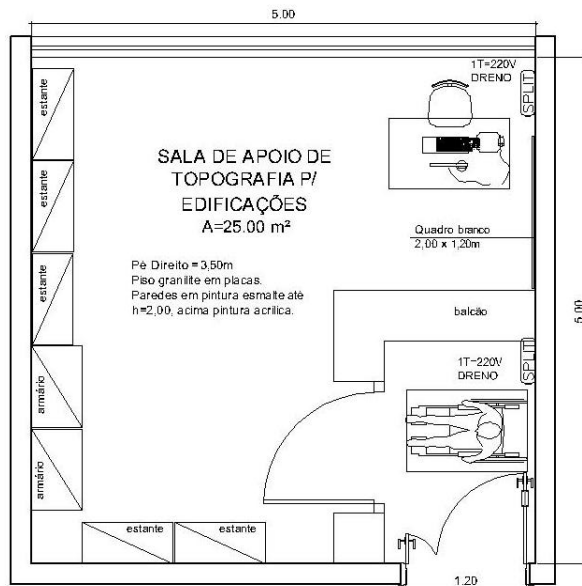 5.00
1T=220V
DRENO
SPLIT
estante
SALA DE APOIO DE
TOPOGRAFIA P/
EDIFICAÇÕES
A=25.00 m²
estante
Quadro branco
2,00 x 1,20m
Pé Direito = 3,50m
Piso granilite em placas.
Paredes em pintura esmalte até
h=2,00, acima pintura acrílica.
estante
balcão
5.00
1T=220V
DRENO
SPLIT
armário
armário
estante
estante
1.20